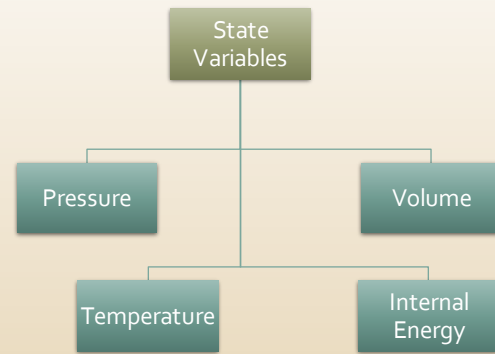 State
Variables
Pressure
Volume
Temperature
Internal
Energy